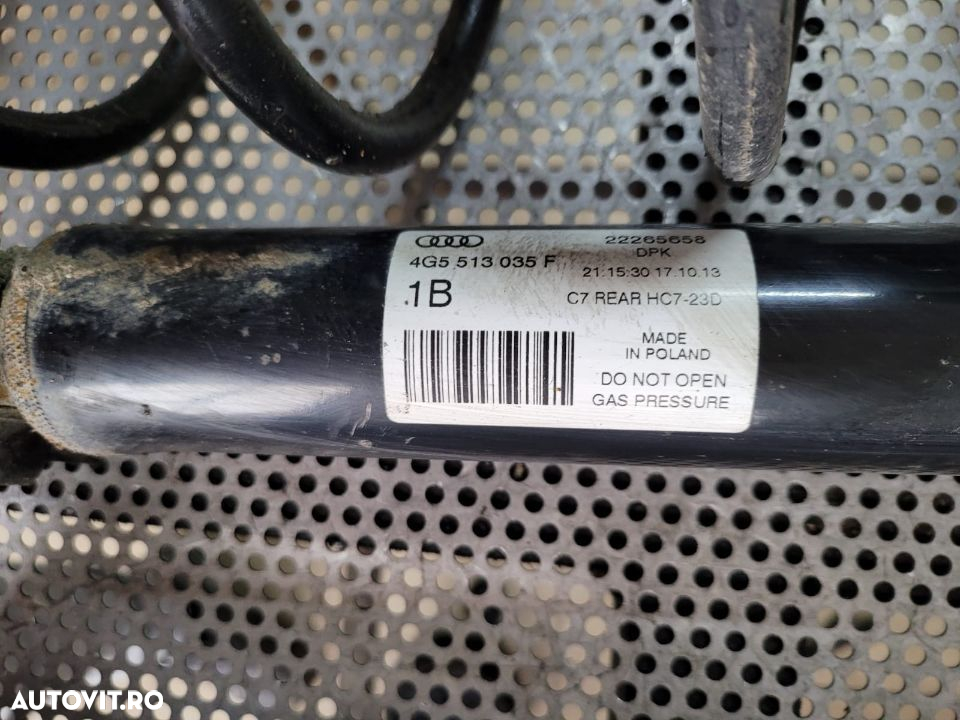 4G5 513 035 F
1B
22265658
DPK
21:15:30 17.10.13
C7 REAR HC7-23D
MADE
IN POLAND
DO NOT OPEN
GAS PRESSURE
AUTOVIT.RO